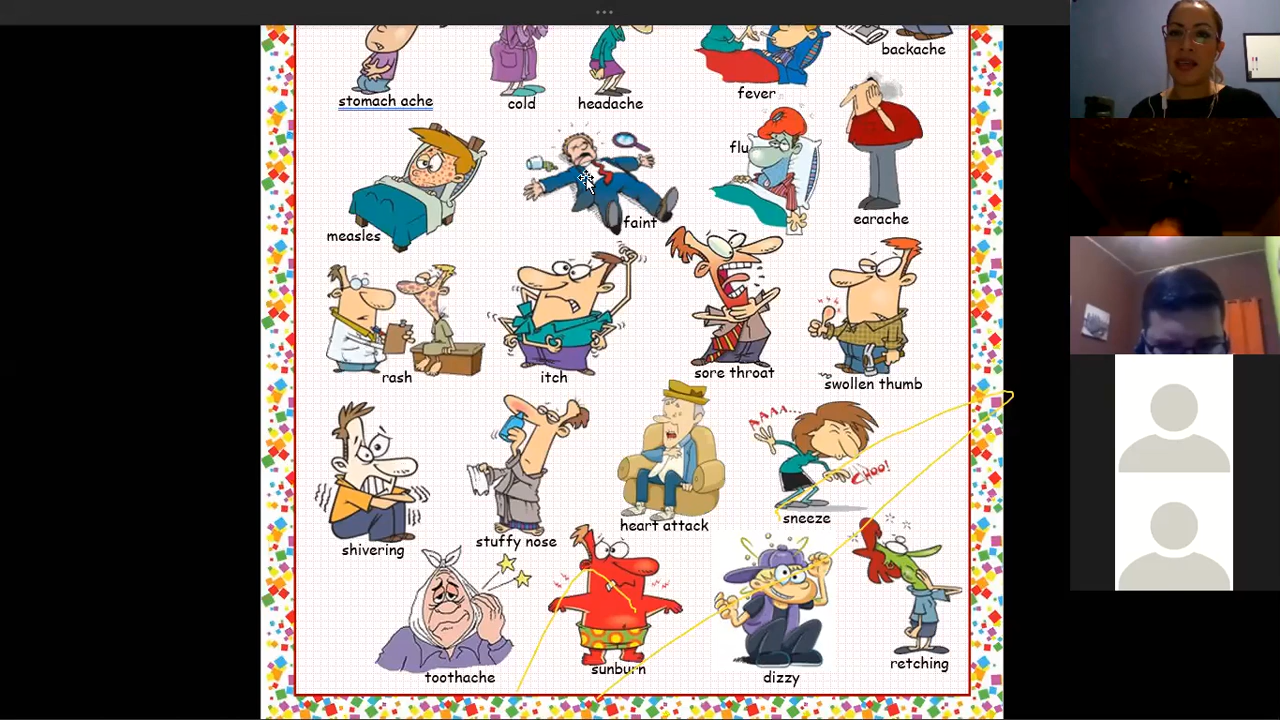 backache
stomach ache
cold
headache
fever
flu
measles
faint
earache
rash
itch
sore throat
swollen thumb
AAAA...
CHOO!
shivering
stuffy nose
heart attack
sneeze
toothache
sunburn
dizzy
retching